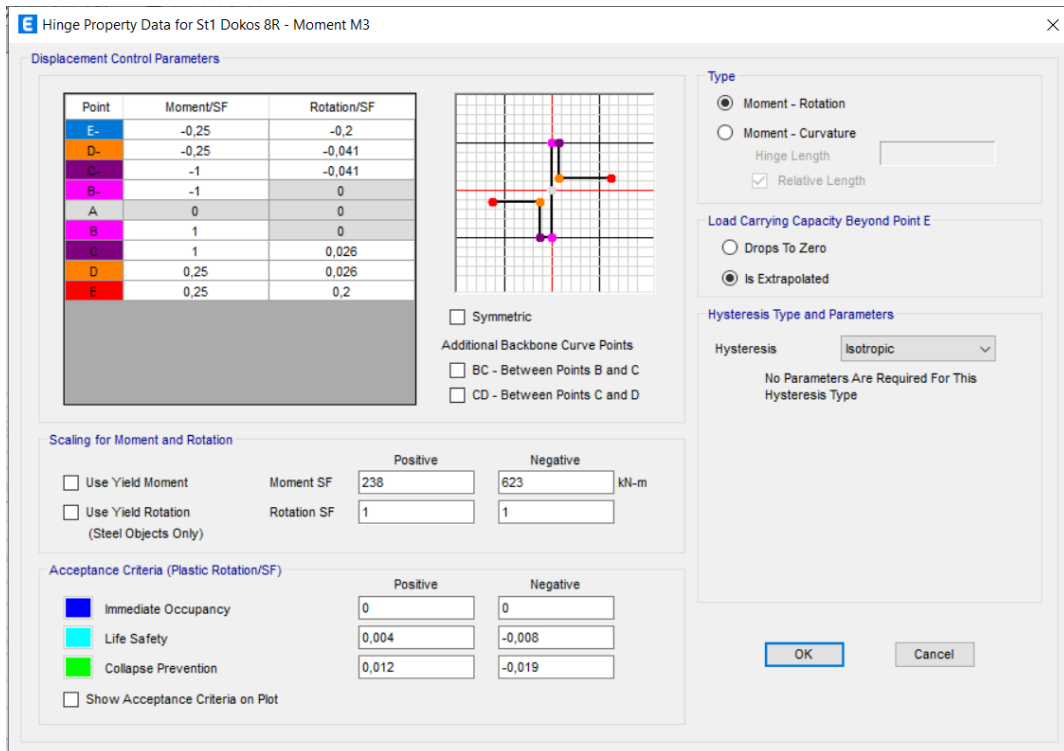 E Hinge Property Data for St1 Dokos 8R - Moment M3
Displacement Control Parameters
Point Moment/SF Rotation/SF
E- -0,25 -0,2
D- -0,25 -0,041
C- -1 -0,041
B- -1 0
A 0 0
B 1 0
C 1 0,026
D 0,25 0,026
E 0,25 0,2
Symmetric
Additional Backbone Curve Points
BC - Between Points B and C
CD - Between Points C and D
Scaling for Moment and Rotation
Positive Negative
Use Yield Moment Moment SF 238 623 kN-m
Use Yield Rotation Rotation SF 1 1
(Steel Objects Only)
Acceptance Criteria (Plastic Rotation/SF)
Positive Negative
Immediate Occupancy 0 0
Life Safety 0,004 -0,008
Collapse Prevention 0,012 -0,019
Show Acceptance Criteria on Plot
Type
Moment - Rotation
Moment - Curvature
Hinge Length
Relative Length
Load Carrying Capacity Beyond Point E
Drops To Zero
Is Extrapolated
Hysteresis Type and Parameters
Hysteresis Isotropic
No Parameters Are Required For This
Hysteresis Type
OK Cancel